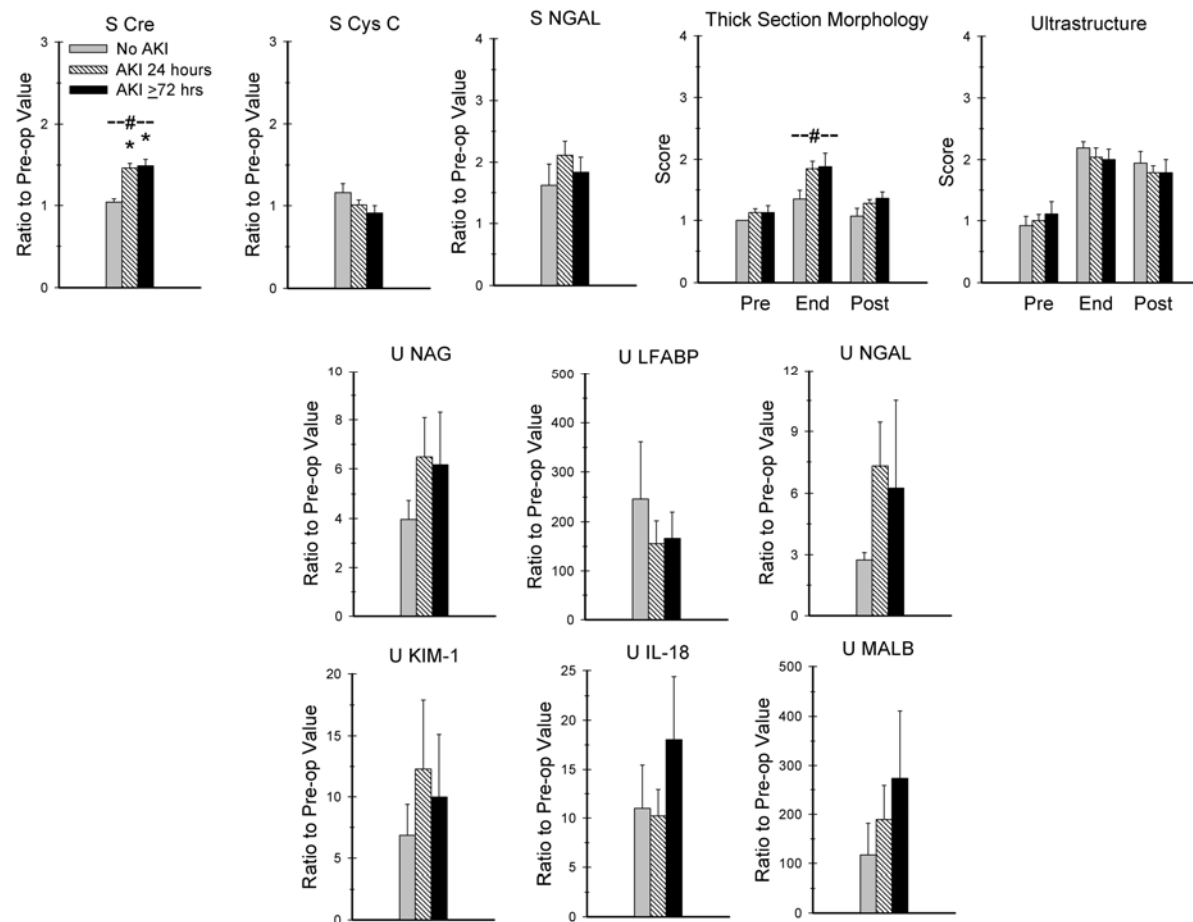 S Cre
3
2
1
0
Ratio to Pre-op Value
No AKI
AKI 24 hours
AKI >72 hrs
--#--
* *
S Cys C
3
2
1
0
Ratio to Pre-op Value
S NGAL
4
3
2
1
0
Ratio to Pre-op Value
Thick Section Morphology
4
3
2
1
0
Score
--#--
Pre End Post
Ultrastructure
4
3
2
1
0
Score
Pre End Post
U NAG
10
8
6
4
2
0
Ratio to Pre-op Value
U LFABP
500
400
300
200
100
0
Ratio to Pre-op Value
U NGAL
12
9
6
3
0
Ratio to Pre-op Value
U KIM-1
20
15
10
5
0
Ratio to Pre-op Value
U IL-18
25
20
15
10
5
0
Ratio to Pre-op Value
U MALB
500
400
300
200
100
0
Ratio to Pre-op Value